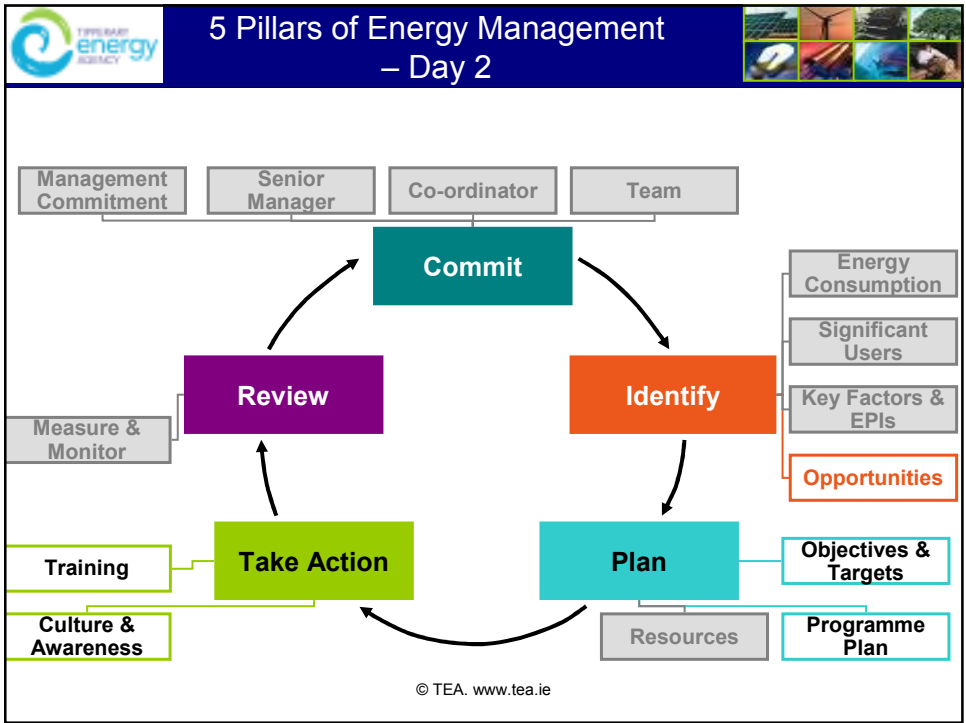 TIPPERARY
energy
AGENCY
5 Pillars of Energy Management
– Day 2
Management
Commitment
Senior
Manager
Co-ordinator
Team
Commit
Energy
Consumption
Significant
Users
Key Factors &
EPIs
Opportunities
Identify
Review
Measure &
Monitor
Take Action
Training
Culture &
Awareness
Plan
Objectives &
Targets
Resources
Programme
Plan
© TEA. www.tea.ie